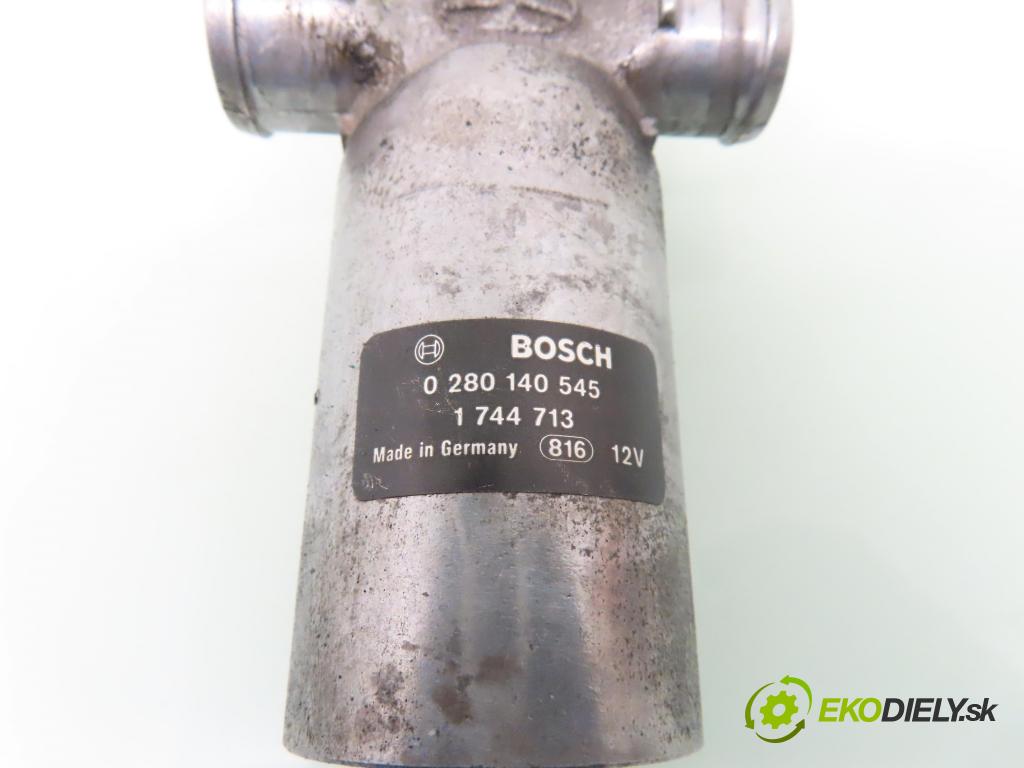 BOSCH
0 280 140 545
1 744 713
Made in Germany 816 12V
EKODIELY.sk